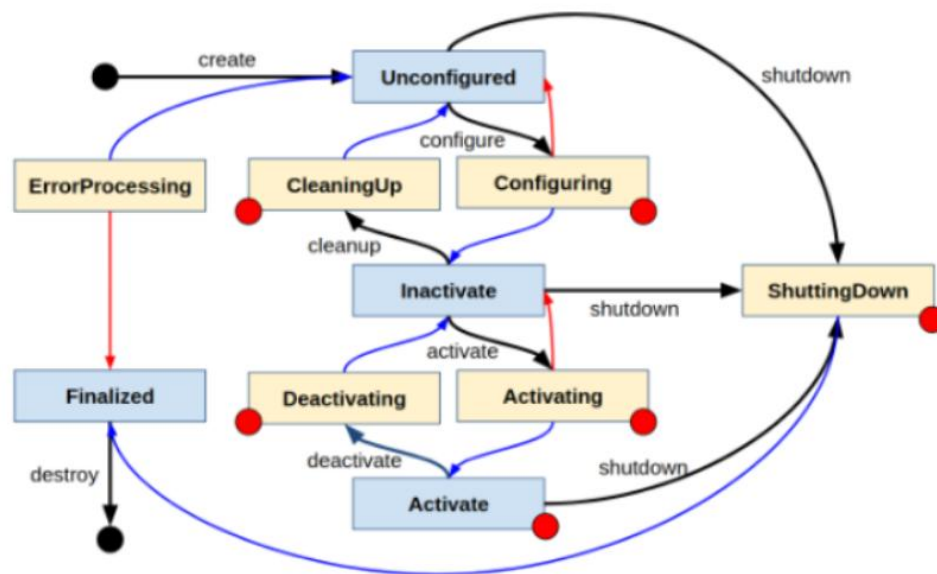 create
Unconfigured
shutdown
configure
ErrorProcessing
CleaningUp
Configuring
cleanup
Inactivate
shutdown
ShuttingDown
activate
Finalized
Deactivating
Activating
destroy
deactivate
shutdown
Activate